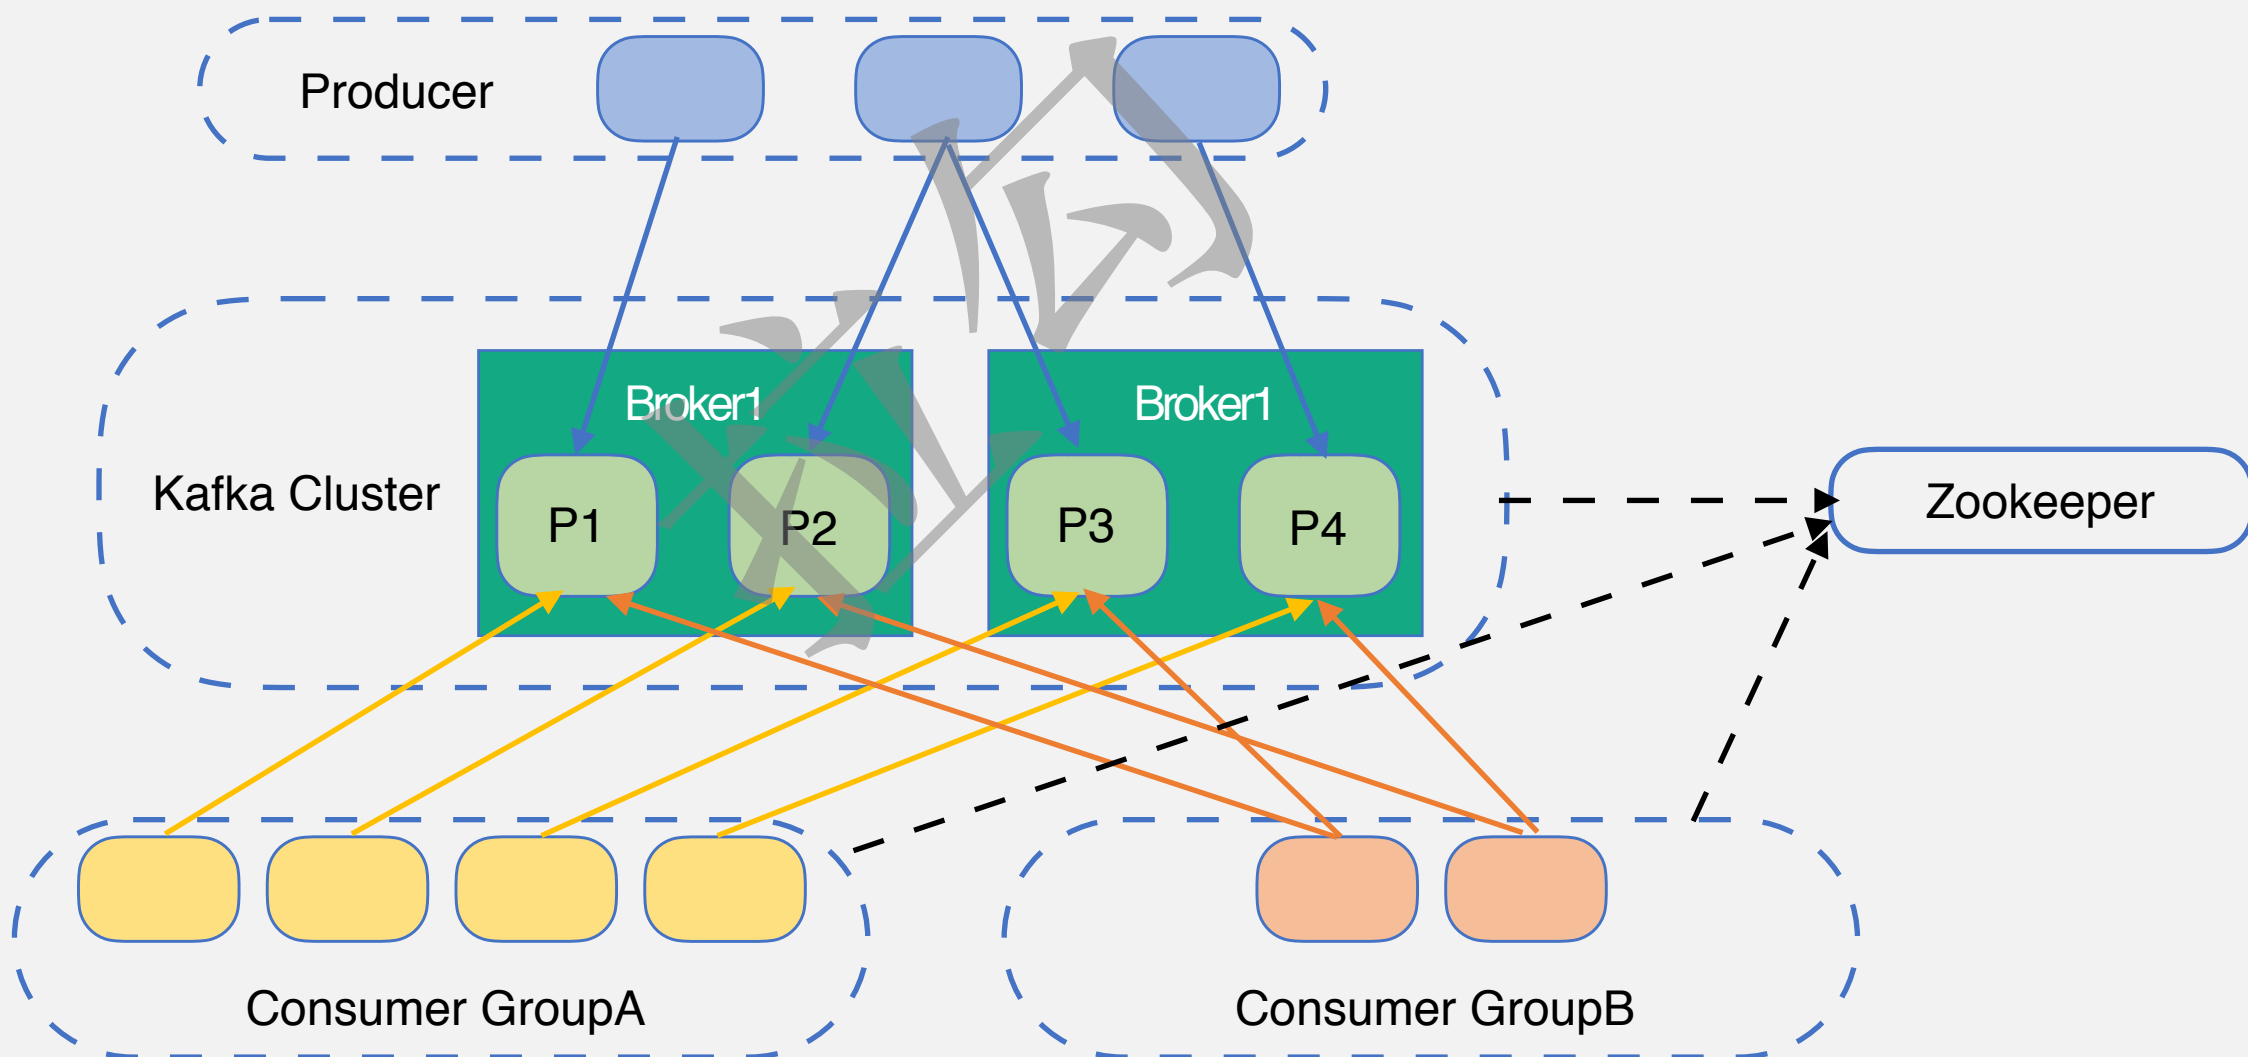 Producer
Broker1
Broker1
Kafka Cluster
P1
P2
P3
P4
Zookeeper
Consumer GroupA
Consumer GroupB